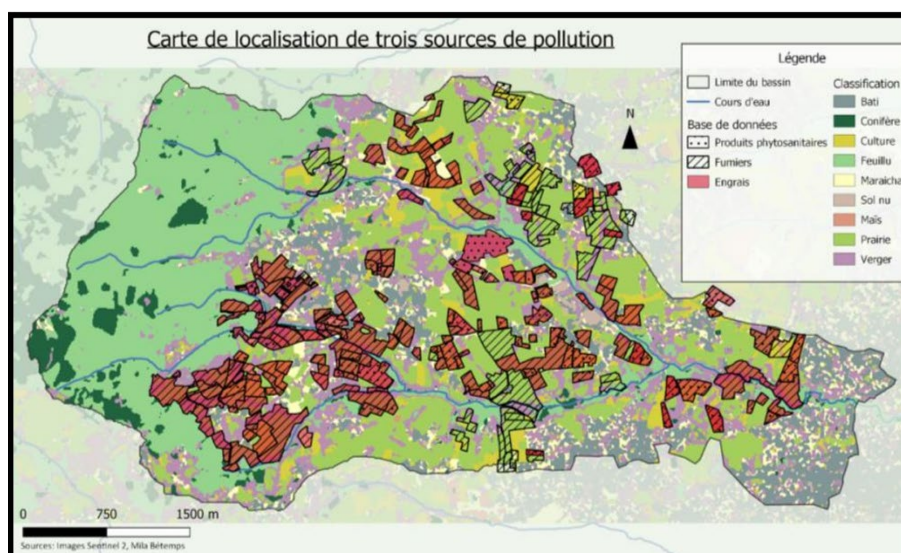 Carte de localisation de trois sources de pollution
Légende
Limite du bassin
Cours d'eau
Base de données
Produits phytosanitaires
Fumiers
Engrais
Classification
Bati
Conifère
Culture
Feuillu
Maraicha
Sol nu
Maïs
Prairie
Verger
N
0 750 1500 m
Sources: Images Sentinel 2, Mila Bétemps